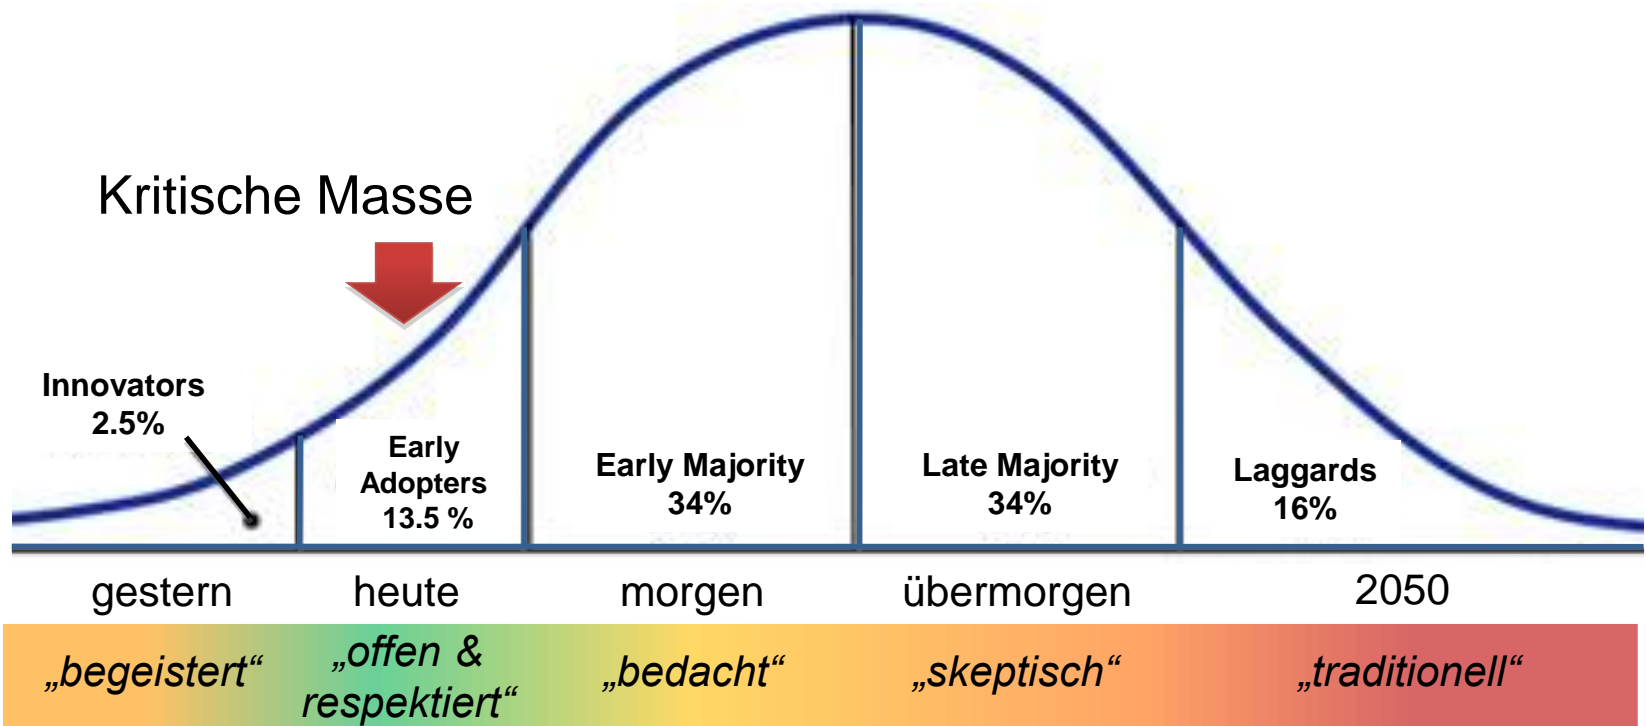 Kritische Masse
Innovators
2.5%
Early
Adopters
13.5 %
Early Majority
34%
Late Majority
34%
Laggards
16%
gestern
heute
morgen
übermorgen
2050
„begeistert“
„offen &
respektiert“
„bedacht“
„skeptisch“
„traditionell“